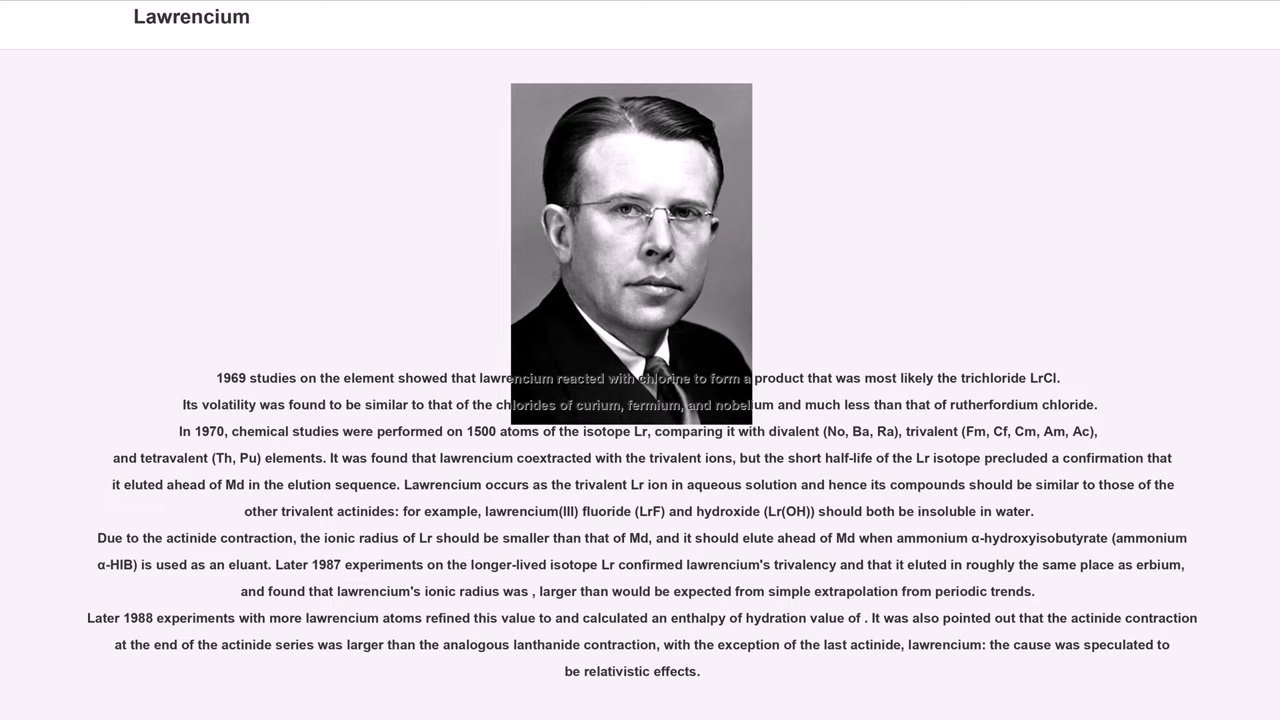 Lawrencium
1969 studies on the element showed that lawrencium reacted with chlorine to form a product that was most likely the trichloride LrCl.
Its volatility was found to be similar to that of the chlorides of curium, fermium, and nobelium and much less than that of rutherfordium chloride.
In 1970, chemical studies were performed on 1500 atoms of the isotope Lr, comparing it with divalent (No, Ba, Ra), trivalent (Fm, Cf, Cm, Am, Ac),
and tetravalent (Th, Pu) elements. It was found that lawrencium coextracted with the trivalent ions, but the short half-life of the Lr isotope precluded a confirmation that
it eluted ahead of Md in the elution sequence. Lawrencium occurs as the trivalent Lr ion in aqueous solution and hence its compounds should be similar to those of the
other trivalent actinides: for example, lawrencium(III) fluoride (LrF) and hydroxide (Lr(OH)) should both be insoluble in water.
Due to the actinide contraction, the ionic radius of Lr should be smaller than that of Md, and it should elute ahead of Md when ammonium α-hydroxyisobutyrate (ammonium
α-HIB) is used as an eluant. Later 1987 experiments on the longer-lived isotope Lr confirmed lawrencium's trivalency and that it eluted in roughly the same place as erbium,
and found that lawrencium's ionic radius was , larger than would be expected from simple extrapolation from periodic trends.
Later 1988 experiments with more lawrencium atoms refined this value to and calculated an enthalpy of hydration value of . It was also pointed out that the actinide contraction
at the end of the actinide series was larger than the analogous lanthanide contraction, with the exception of the last actinide, lawrencium: the cause was speculated to
be relativistic effects.